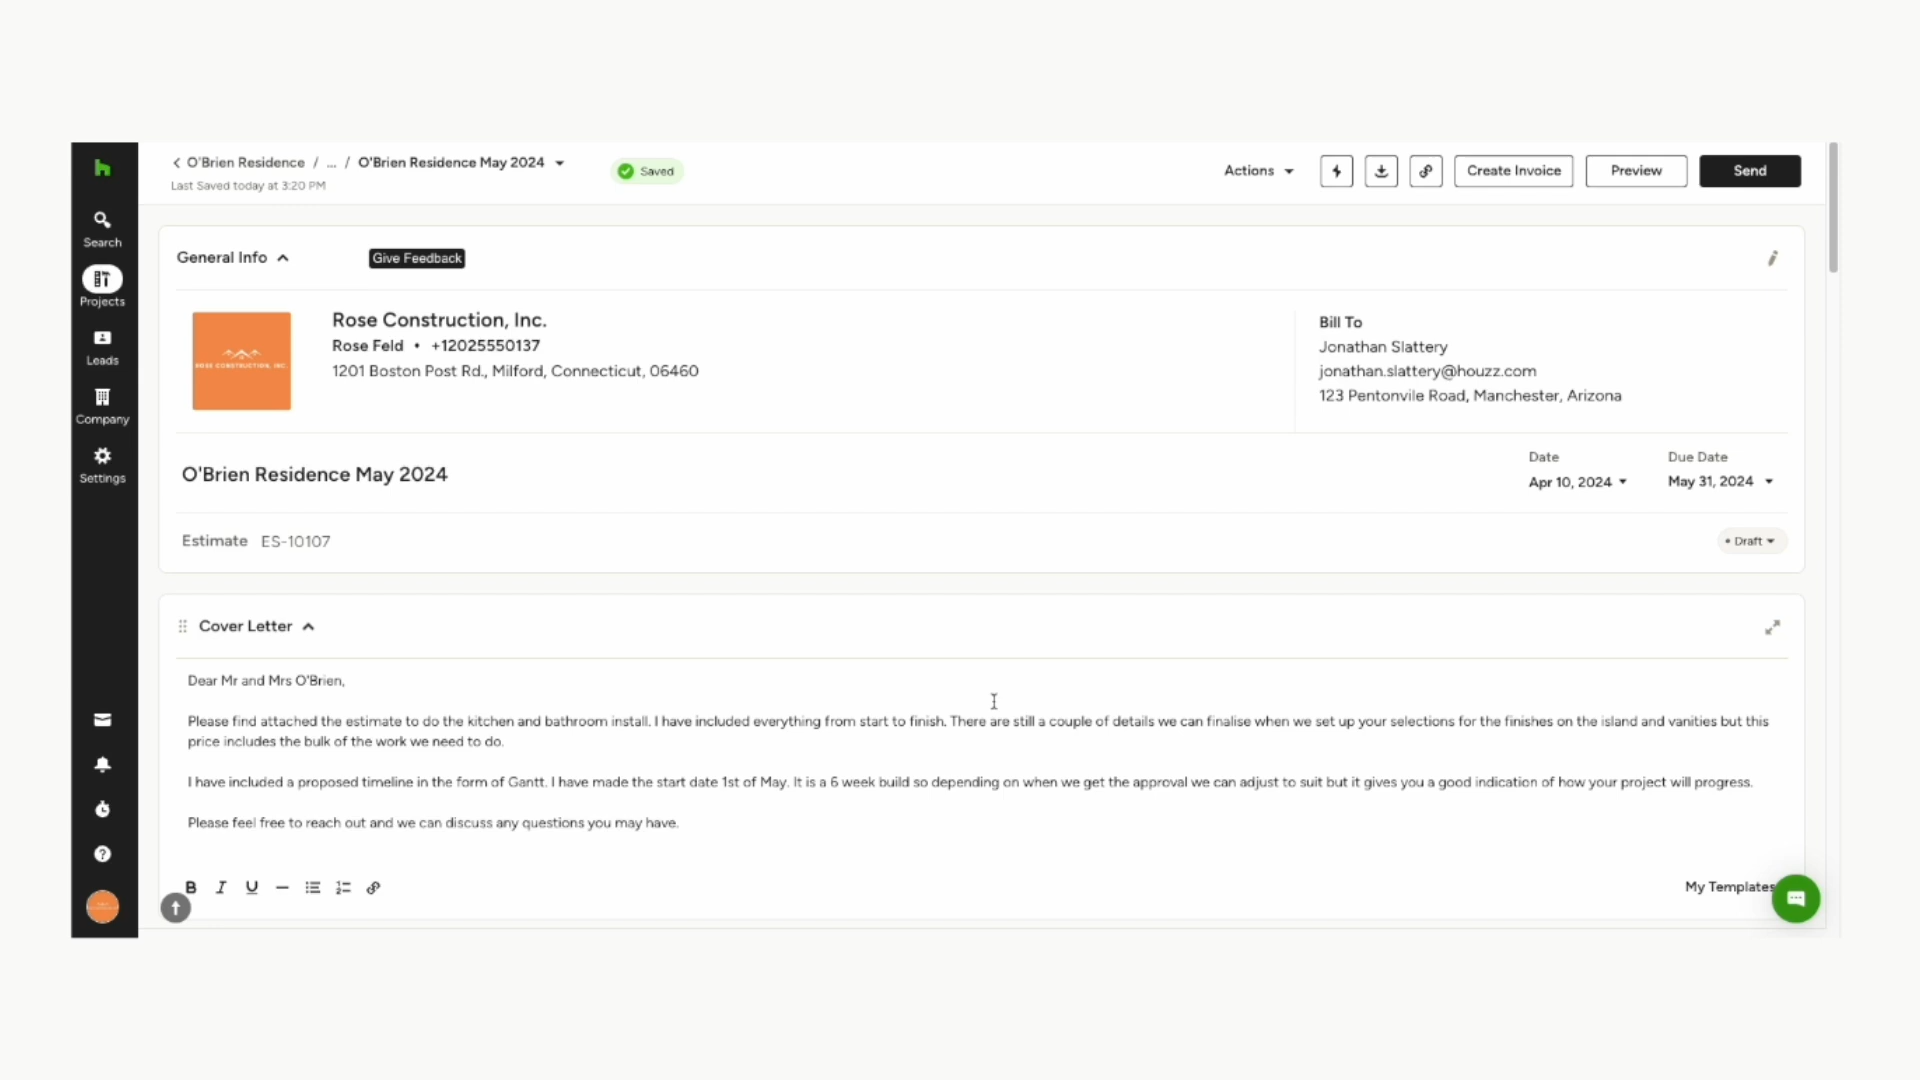 O'Brien Residence / ... / O'Brien Residence May 2024
Saved
Actions
Create Invoice
Preview
Send
Last Saved today at 3:20 PM
Search
Projects
Leads
Company
Settings
General Info
Give Feedback
ROSE CONSTRUCTION, INC.
Rose Construction, Inc.
Rose Feld • +12025550137
1201 Boston Post Rd., Milford, Connecticut, 06460
Bill To
Jonathan Slattery
jonathan.slattery@houzz.com
123 Pentonvile Road, Manchester, Arizona
O'Brien Residence May 2024
Date
Apr 10, 2024
Due Date
May 31, 2024
Estimate ES-10107
• Draft
Cover Letter
Dear Mr and Mrs O'Brien,
Please find attached the estimate to do the kitchen and bathroom install. I have included everything from start to finish. There are still a couple of details we can finalise when we set up your selections for the finishes on the island and vanities but this
price includes the bulk of the work we need to do.
I have included a proposed timeline in the form of Gantt. I have made the start date 1st of May. It is a 6 week build so depending on when we get the approval we can adjust to suit but it gives you a good indication of how your project will progress.
Please feel free to reach out and we can discuss any questions you may have.
B I U
My Templates